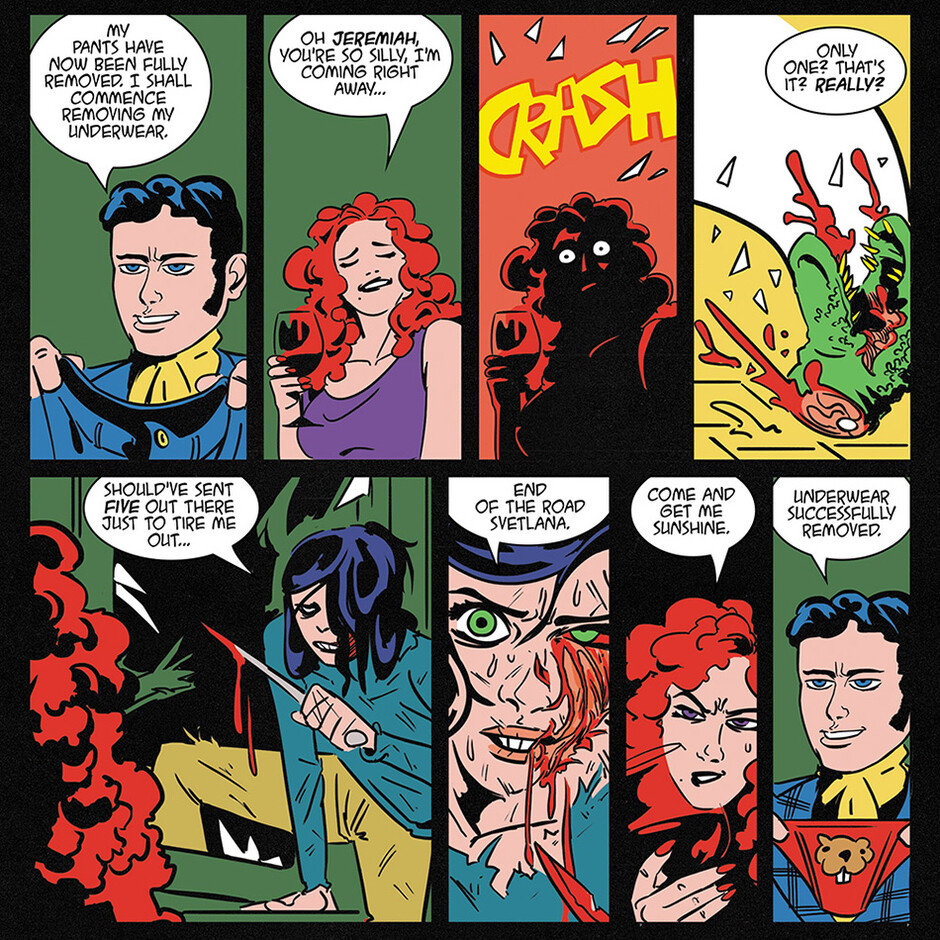 MY
PANTS HAVE
NOW BEEN FULLY
REMOVED. I SHALL
COMMENCE
REMOVING MY
UNDERWEAR.
OH JEREMIAH,
YOU'RE SO SILLY, I'M
COMING RIGHT
AWAY...
CRASH
ONLY
ONE? THAT'S
IT? REALLY?
SHOULD'VE SENT
FIVE OUT THERE
JUST TO TIRE ME
OUT...
END
OF THE ROAD
SVETLANA.
COME AND
GET ME
SUNSHINE.
UNDERWEAR
SUCCESSFULLY
REMOVED.